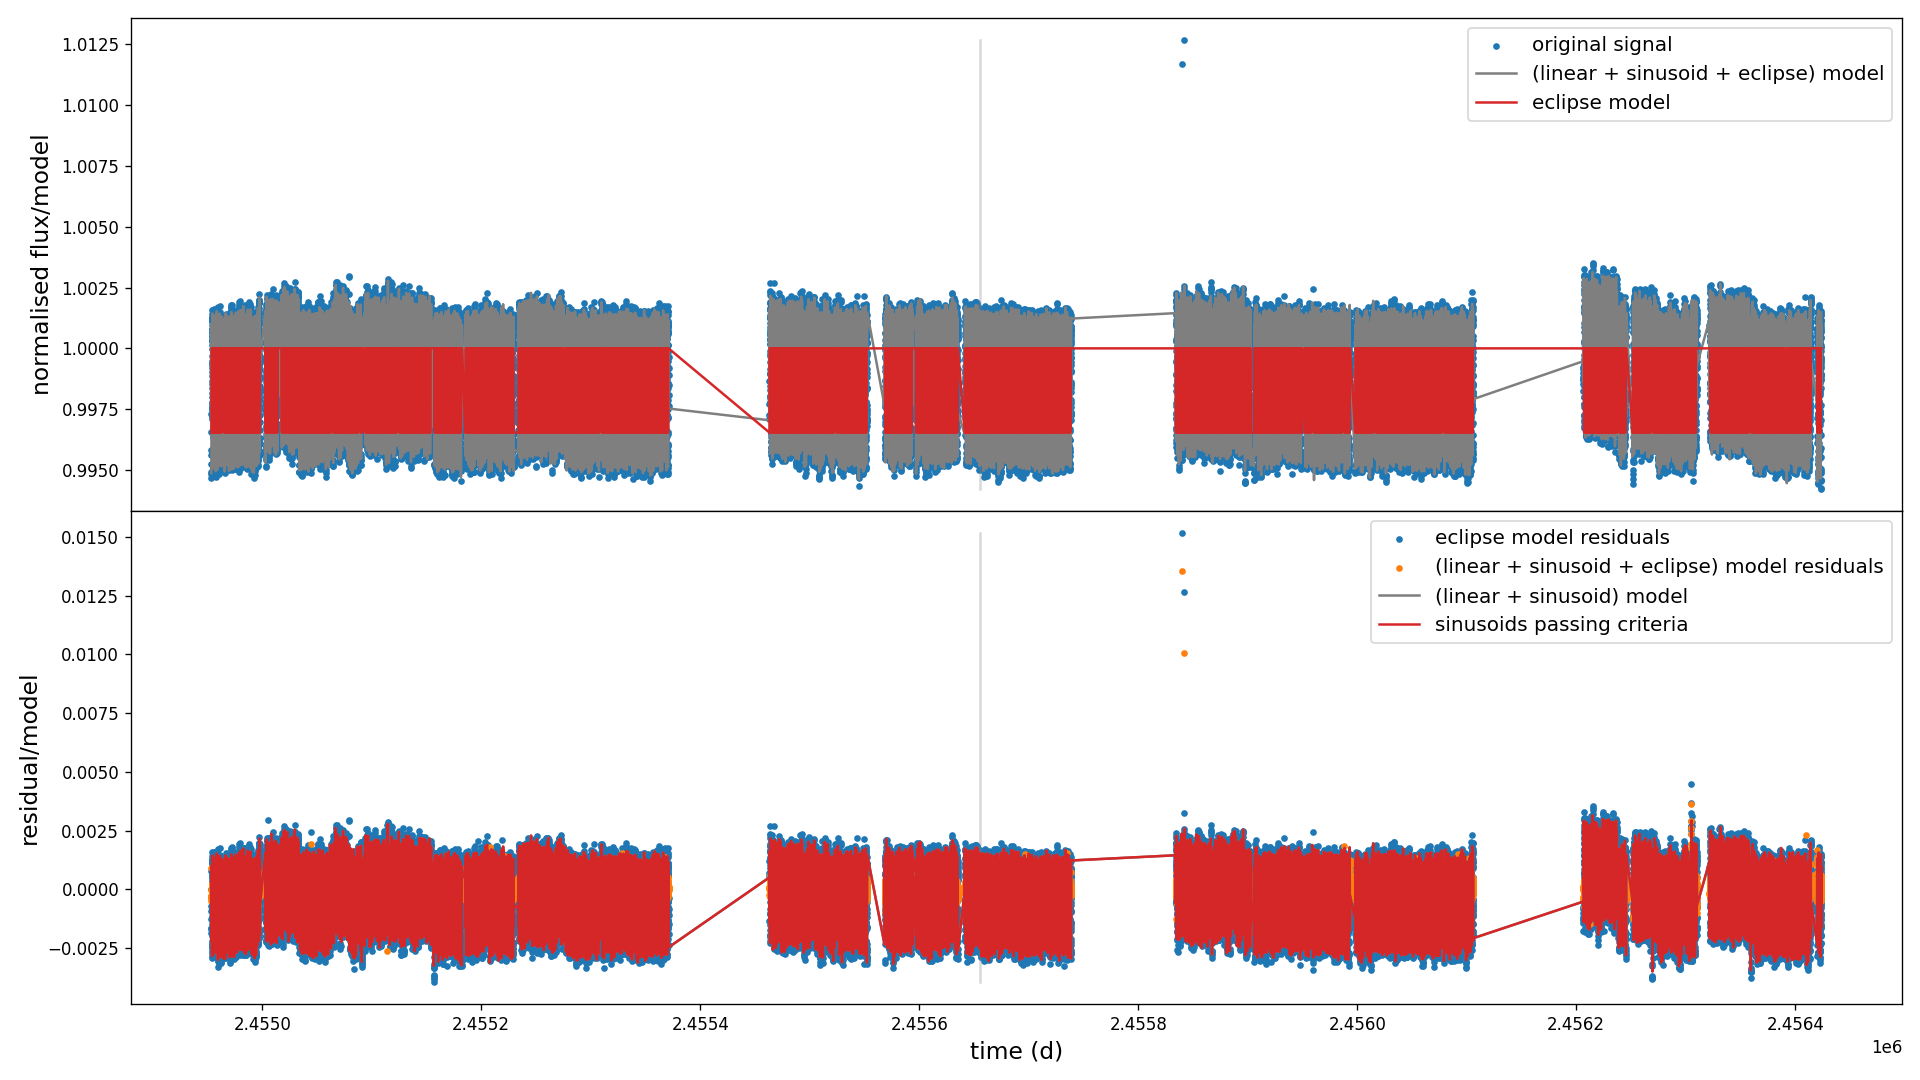 1.0125
1.0100
1.0075
1.0050
1.0025
1.0000
0.9975
0.9950
normalised flux/model
original signal
(linear + sinusoid + eclipse) model
eclipse model
0.0150
0.0125
0.0100
0.0075
0.0050
0.0025
0.0000
−0.0025
residual/model
eclipse model residuals
(linear + sinusoid + eclipse) model residuals
(linear + sinusoid) model
sinusoids passing criteria
2.4550 2.4552 2.4554 2.4556 2.4558 2.4560 2.4562 2.4564
1e6
time (d)